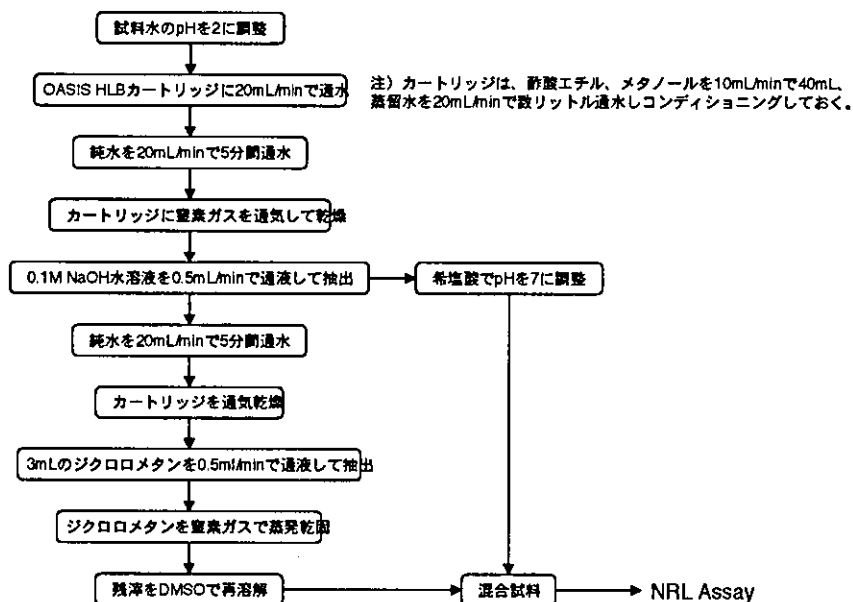 試料水のpHを2に調整
OASIS HLBカートリッジに20mL/minで通水
注）カートリッジは、酢酸エチル、メタノールを10mL/minで40mL、
蒸留水を20mL/minで数リットル通水しコンディショニングしておく。
純水を20mL/minで5分間通水
カートリッジに窒素ガスを通気して乾燥
0.1M NaOH水溶液を0.5mL/minで通液して抽出
希塩酸でpHを7に調整
純水を20mL/minで5分間通水
カートリッジを通気乾燥
3mLのジクロロメタンを0.5ml/minで通液して抽出
ジクロロメタンを窒素ガスで蒸発乾固
残滓をDMSOで再溶解
混合試料
NRL Assay